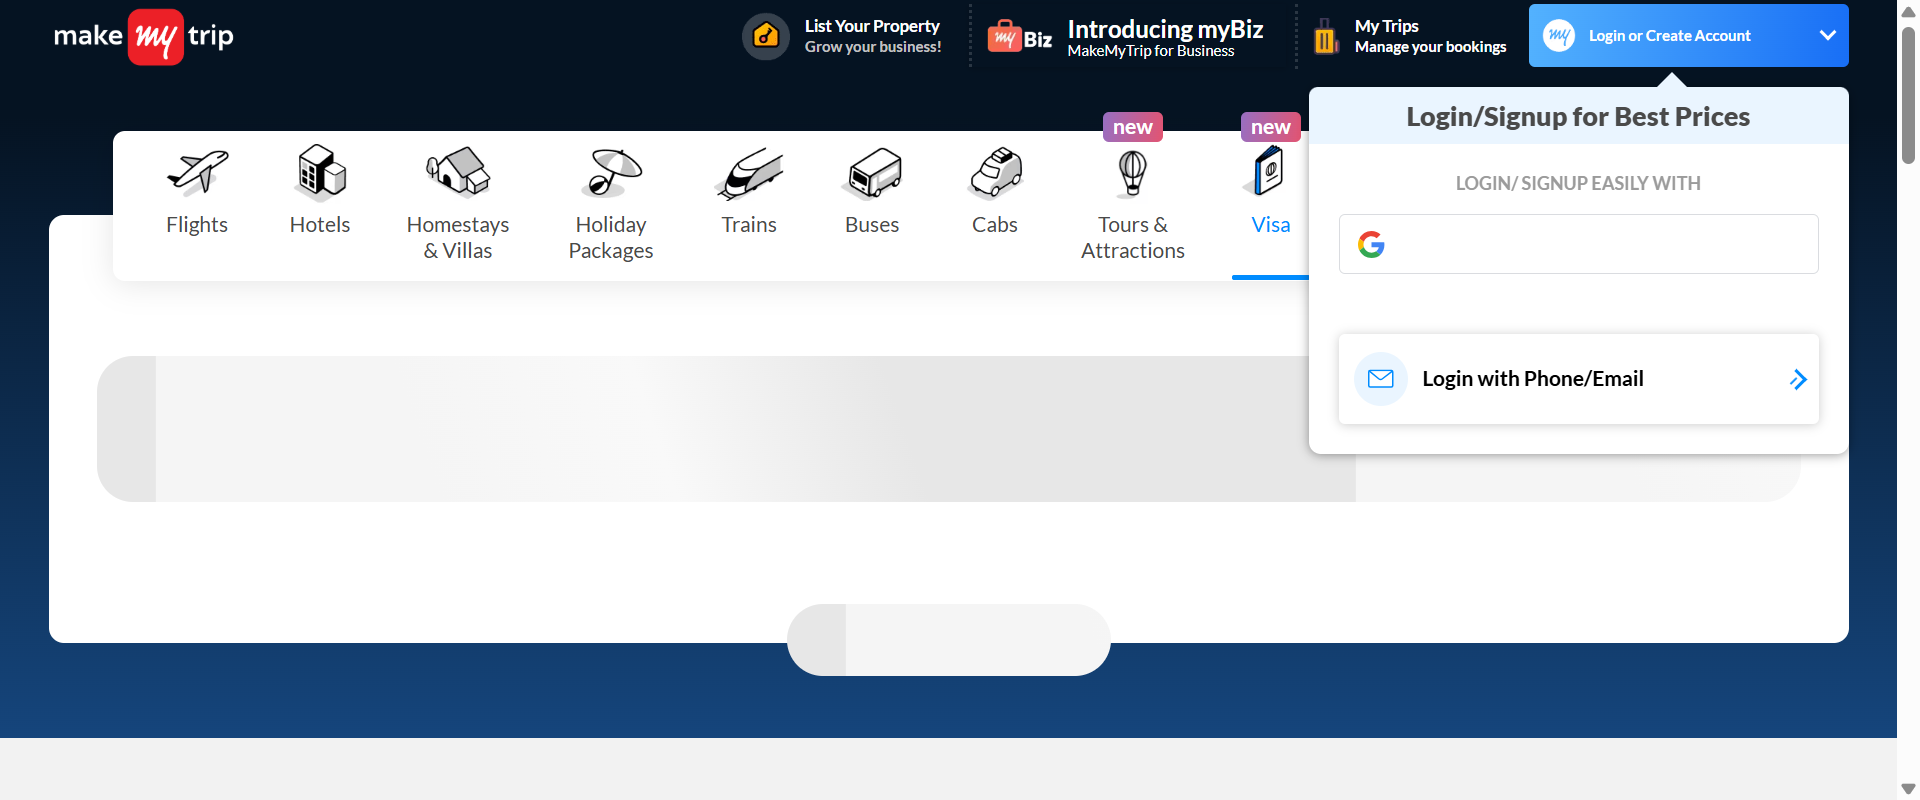 make my trip
List Your Property
Grow your business!
my Biz
Introducing myBiz
MakeMyTrip for Business
My Trips
Manage your bookings
my
Login or Create Account
Login/Signup for Best Prices
LOGIN/ SIGNUP EASILY WITH
Login with Phone/Email
new
new
Flights
Hotels
Homestays
& Villas
Holiday
Packages
Trains
Buses
Cabs
Tours &
Attractions
Visa